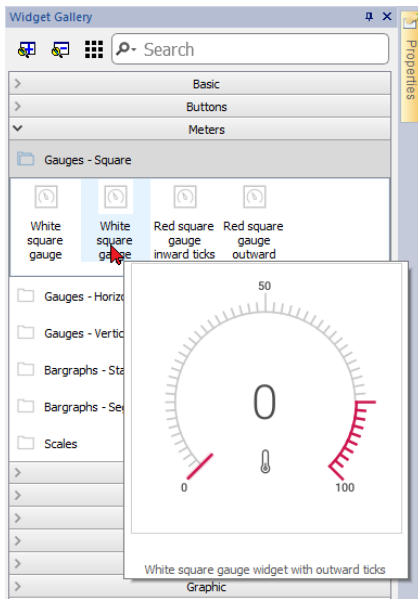 Widget Gallery
Search
Properties
Basic
Buttons
Meters
Gauges - Square
White
square
gauge
White
square
gauge
Red square
gauge
inward ticks
Red square
gauge
outward
Gauges - Horizo
Gauges - Vertic
Bargraphs - Sta
Bargraphs - Seg
Scales
50
0
0
100
White square gauge widget with outward ticks
Graphic